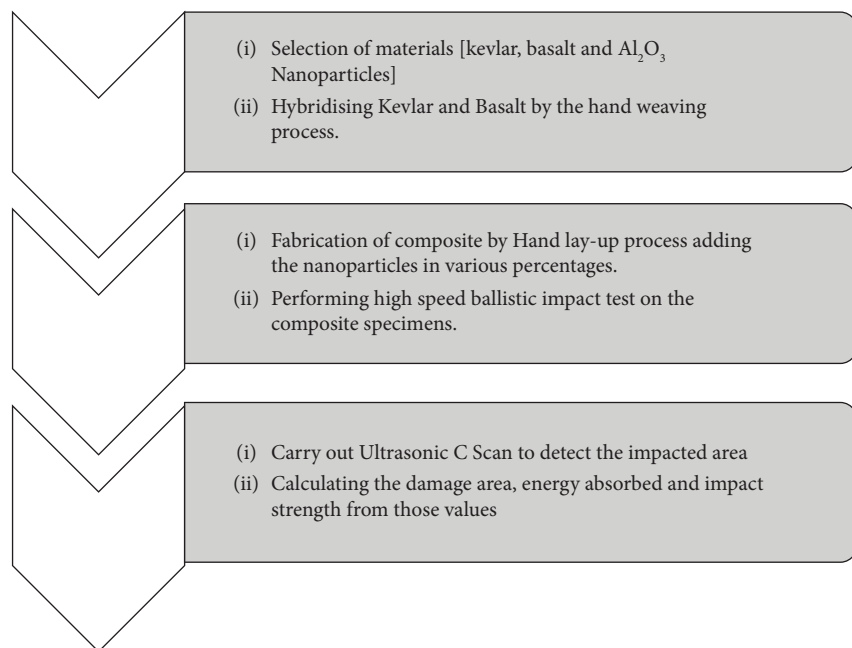 (i) Selection of materials [kevlar, basalt and Al₂O₃
Nanoparticles]
(ii) Hybridising Kevlar and Basalt by the hand weaving
process.
(i) Fabrication of composite by Hand lay-up process adding
the nanoparticles in various percentages.
(ii) Performing high speed ballistic impact test on the
composite specimens.
(i) Carry out Ultrasonic C Scan to detect the impacted area
(ii) Calculating the damage area, energy absorbed and impact
strength from those values